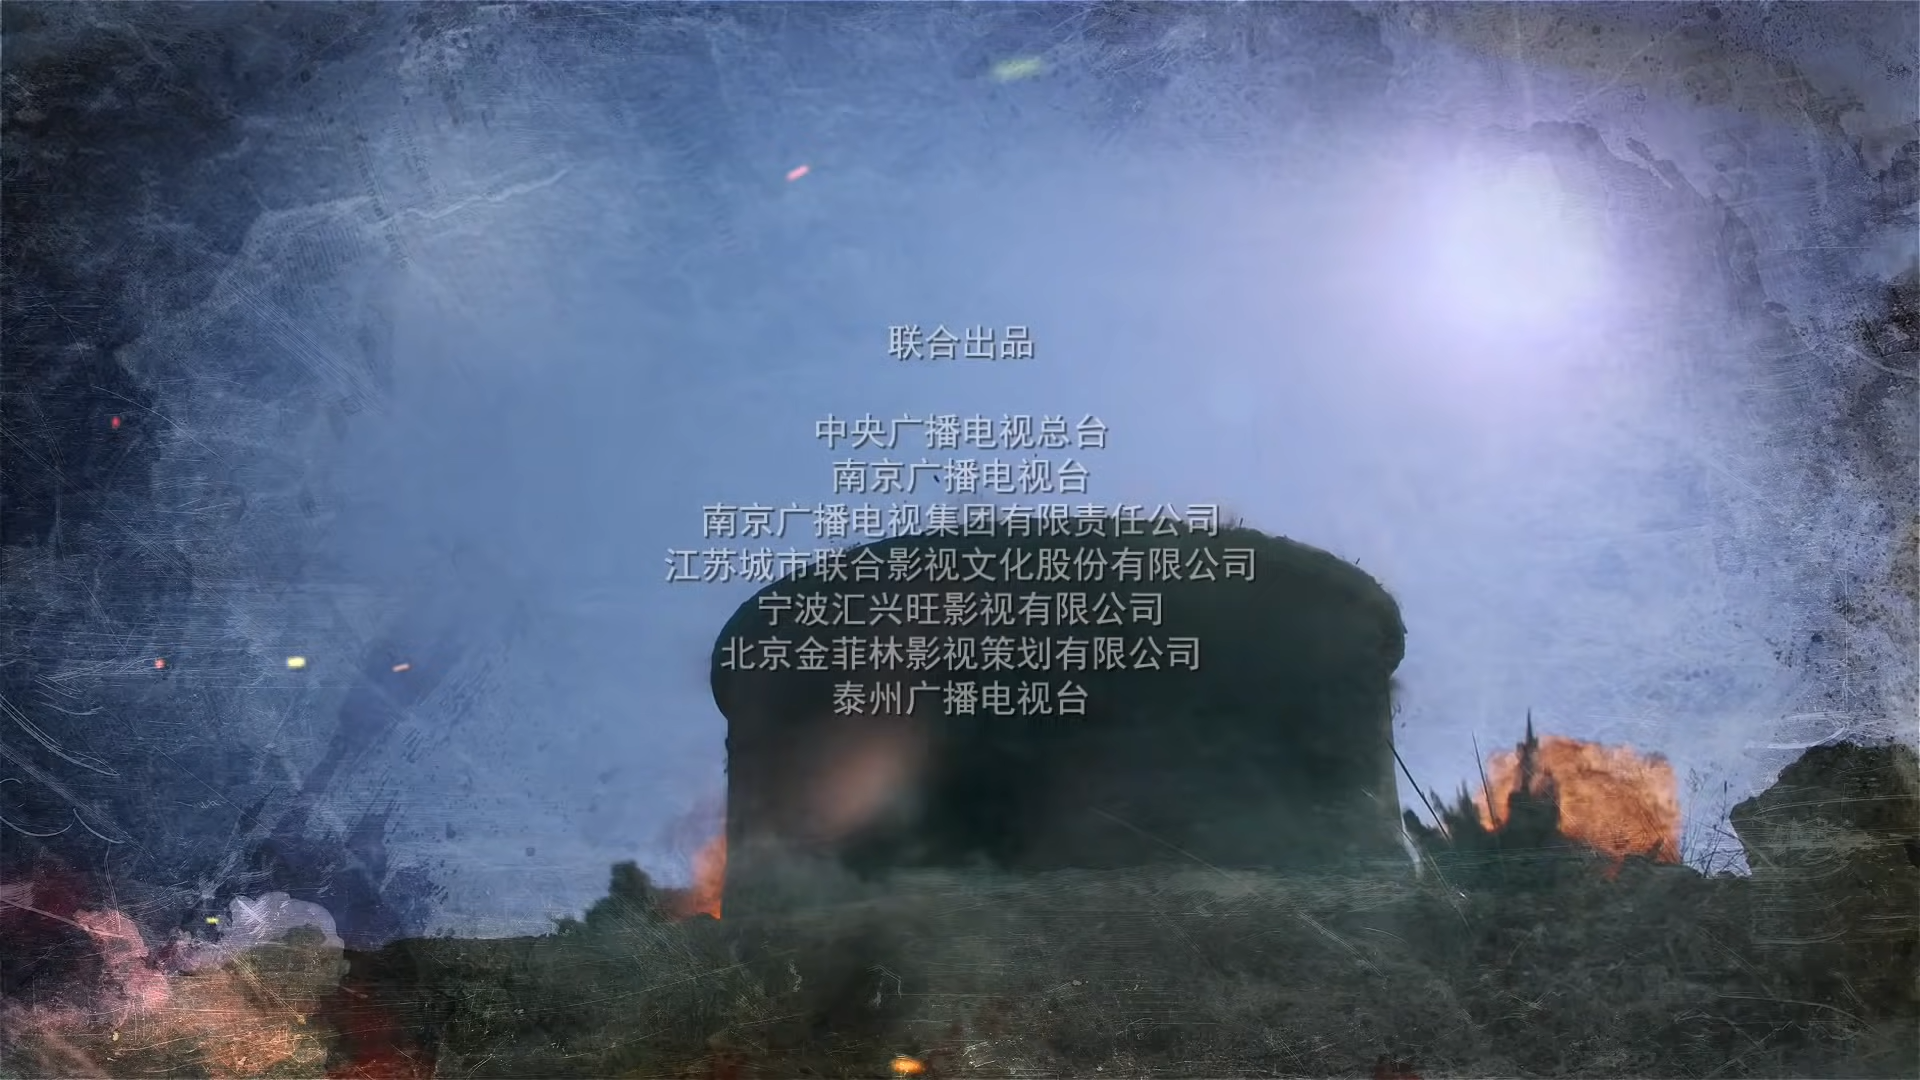 联合出品
中央广播电视总台
南京广播电视台
南京广播电视集团有限责任公司
江苏城市联合影视文化股份有限公司
宁波汇兴旺影视有限公司
北京金菲林影视策划有限公司
泰州广播电视台